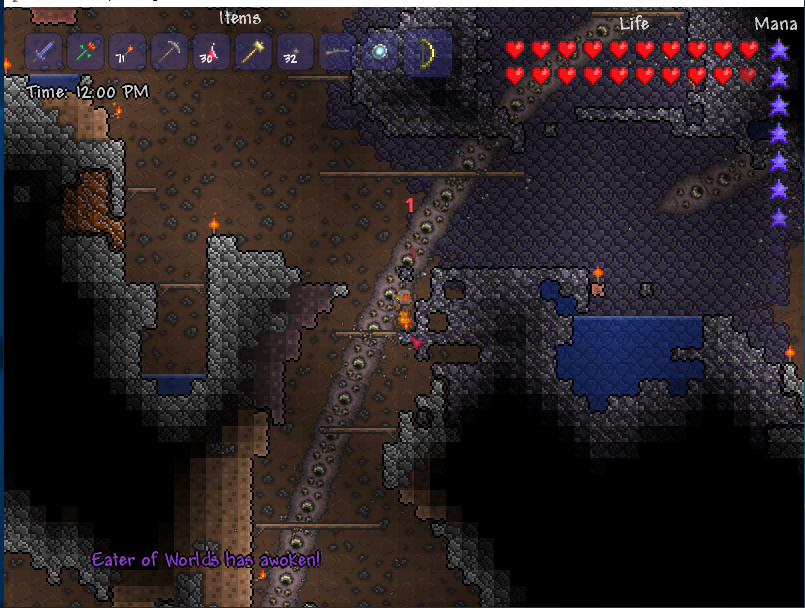 Items
Life
Mana
71
30
32
Time: 12:00 PM
1
Eater of Worlds has awoken!